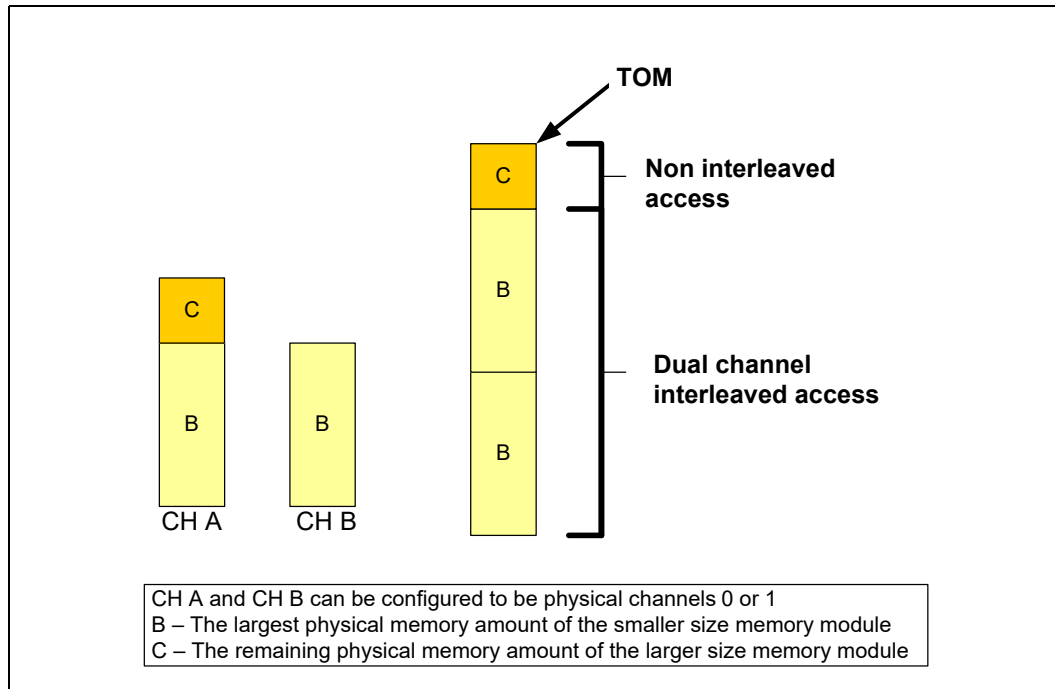 TOM
C
Non interleaved
access
B
C
B
B
Dual channel
interleaved access
B
CH A
CH B
CH A and CH B can be configured to be physical channels 0 or 1
B – The largest physical memory amount of the smaller size memory module
C – The remaining physical memory amount of the larger size memory module